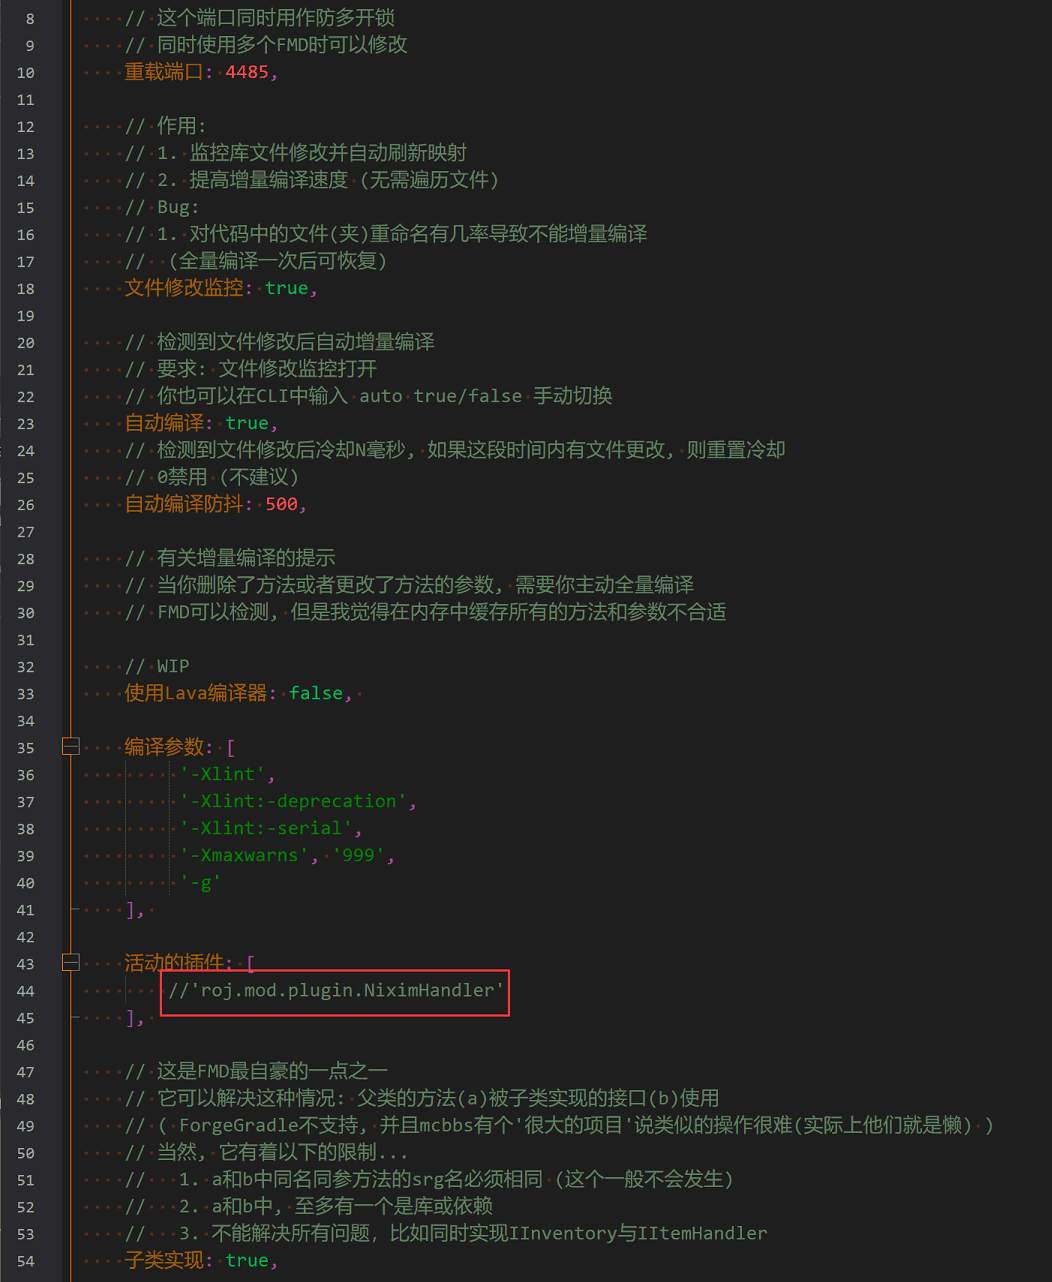 8 // 这个端口同时用作防多开锁
9 // 同时使用多个FMD时可以修改
10 重载端口: 4485,
11
12 // 作用:
13 // 1. 监控库文件修改并自动刷新映射
14 // 2. 提高增量编译速度 (无需遍历文件)
15 // Bug:
16 // 1. 对代码中的文件(夹)重命名有几率导致不能增量编译
17 //  (全量编译一次后可恢复)
18 文件修改监控: true,
19
20 // 检测到文件修改后自动增量编译
21 // 要求: 文件修改监控打开
22 // 你也可以在CLI中输入 auto true/false 手动切换
23 自动编译: true,
24 // 检测到文件修改后冷却N毫秒, 如果这段时间内有文件更改, 则重置冷却
25 // 0禁用 (不建议)
26 自动编译防抖: 500,
27
28 // 有关增量编译的提示
29 // 当你删除了方法或者更改了方法的参数, 需要你主动全量编译
30 // FMD可以检测, 但是我觉得在内存中缓存所有的方法和参数不合适
31
32 // WIP
33 使用Lava编译器: false,
34
35 编译参数: [
36 '-Xlint',
37 '-Xlint:-deprecation',
38 '-Xlint:-serial',
39 '-Xmaxwarns', '999',
40 '-g'
41 ],
42
43 活动的插件: [
44 //'roj.mod.plugin.NiximHandler'
45 ],
46
47 // 这是FMD最自豪的一点之一
48 // 它可以解决这种情况: 父类的方法(a)被子类实现的接口(b)使用
49 // ( ForgeGradle不支持, 并且mcbbs有个'很大的项目'说类似的操作很难(实际上他们就是懒) )
50 // 当然, 它有着以下的限制...
51 //   1. a和b中同名同参方法的srg名必须相同 (这个一般不会发生)
52 //   2. a和b中, 至多有一个是库或依赖
53 //   3. 不能解决所有问题, 比如同时实现IInventory与IItemHandler
54 子类实现: true,